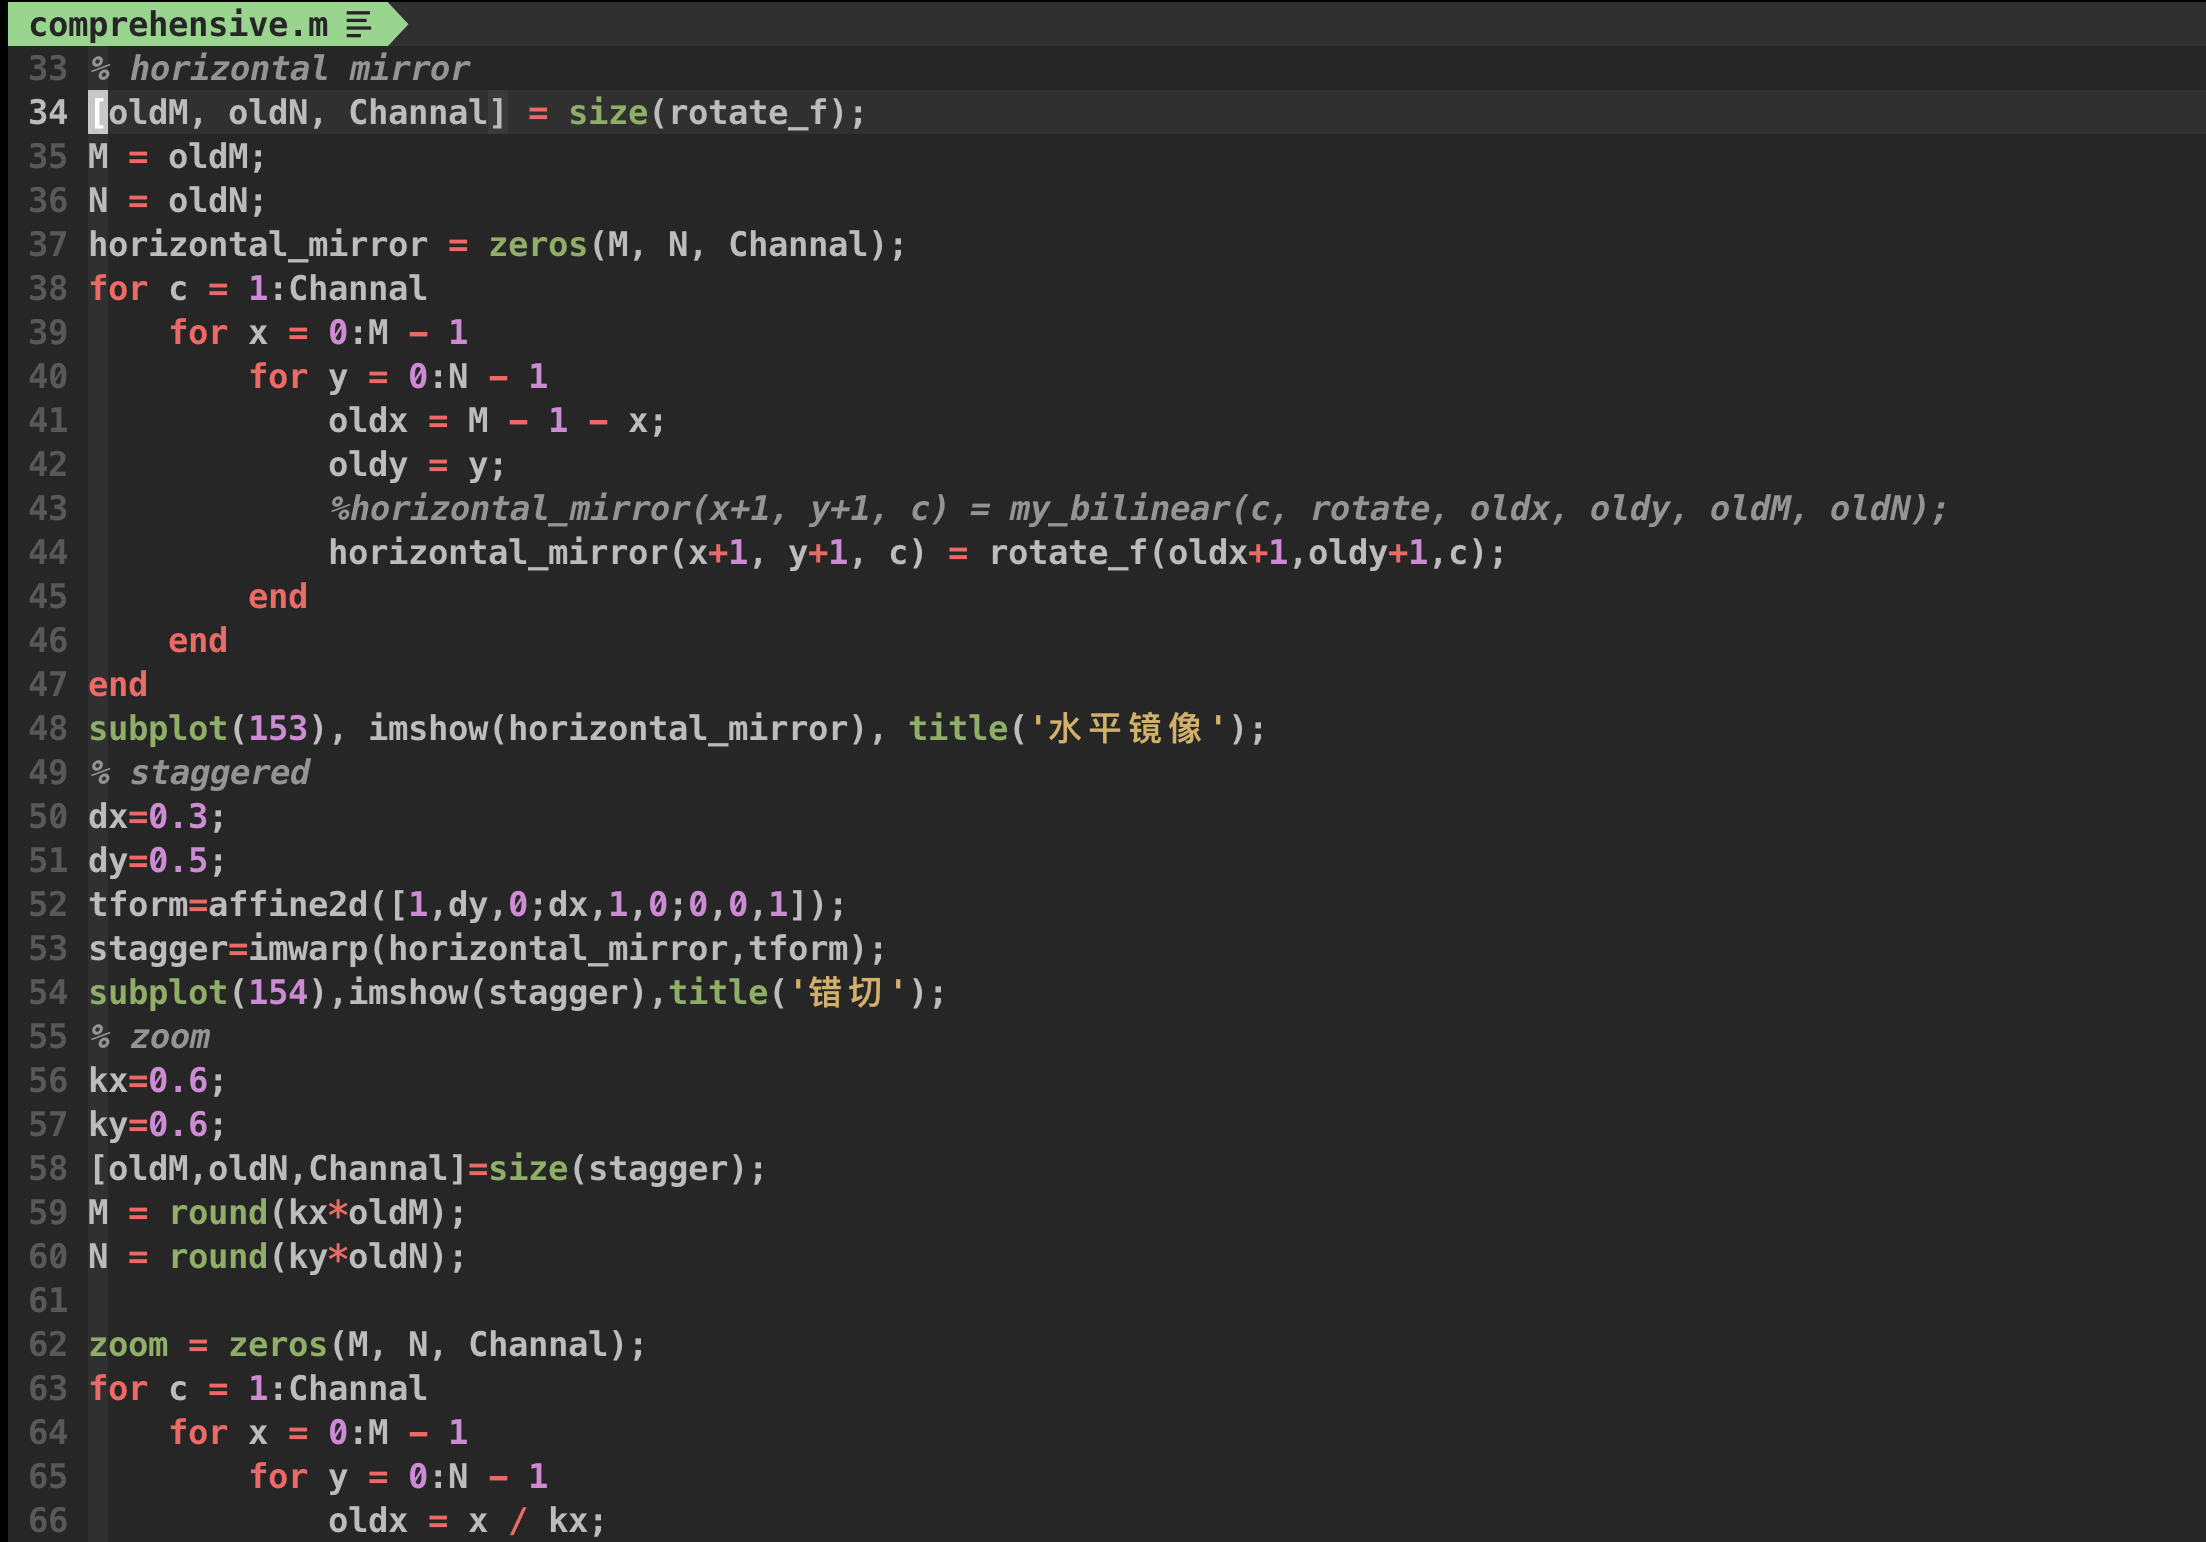 comprehensive.m
33 % horizontal mirror
34 [oldM, oldN, Channal] = size(rotate_f);
35 M = oldM;
36 N = oldN;
37 horizontal_mirror = zeros(M, N, Channal);
38 for c = 1:Channal
39     for x = 0:M - 1
40         for y = 0:N - 1
41             oldx = M - 1 - x;
42             oldy = y;
43             %horizontal_mirror(x+1, y+1, c) = my_bilinear(c, rotate, oldx, oldy, oldM, oldN);
44             horizontal_mirror(x+1, y+1, c) = rotate_f(oldx+1,oldy+1,c);
45         end
46     end
47 end
48 subplot(153), imshow(horizontal_mirror), title('水平镜像');
49 % staggered
50 dx=0.3;
51 dy=0.5;
52 tform=affine2d([1,dy,0;dx,1,0;0,0,1]);
53 stagger=imwarp(horizontal_mirror,tform);
54 subplot(154),imshow(stagger),title('错切');
55 % zoom
56 kx=0.6;
57 ky=0.6;
58 [oldM,oldN,Channal]=size(stagger);
59 M = round(kx*oldM);
60 N = round(ky*oldN);
61
62 zoom = zeros(M, N, Channal);
63 for c = 1:Channal
64     for x = 0:M - 1
65         for y = 0:N - 1
66             oldx = x / kx;